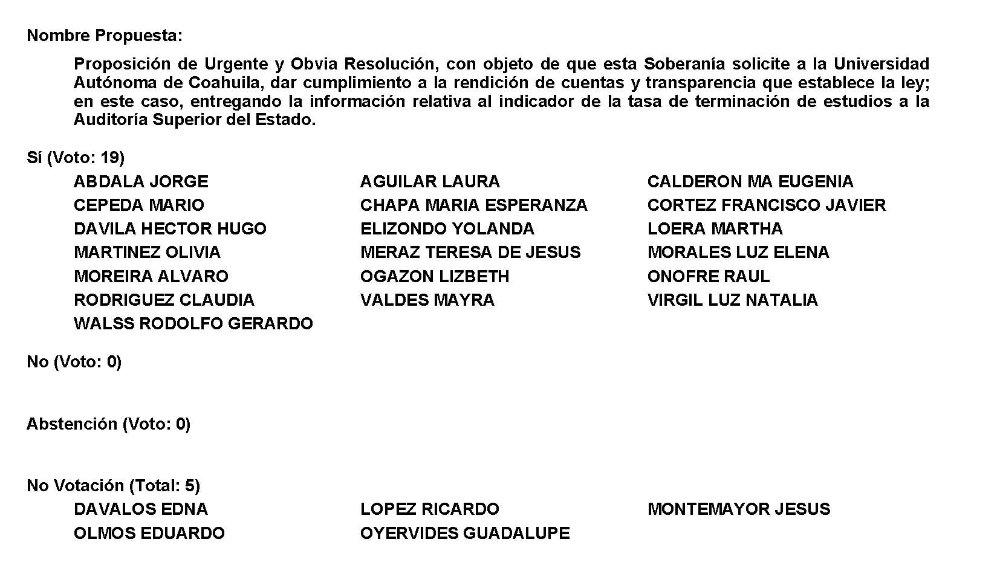 Nombre Propuesta:
Proposición de Urgente y Obvia Resolución, con objeto de que esta Soberanía solicite a la Universidad
Autónoma de Coahuila, dar cumplimiento a la rendición de cuentas y transparencia que establece la ley;
en este caso, entregando la información relativa al indicador de la tasa de terminación de estudios a la
Auditoría Superior del Estado.
Sí (Voto: 19)
ABDALA JORGE AGUILAR LAURA CALDERON MA EUGENIA
CEPEDA MARIO CHAPA MARIA ESPERANZA CORTEZ FRANCISCO JAVIER
DAVILA HECTOR HUGO ELIZONDO YOLANDA LOERA MARTHA
MARTINEZ OLIVIA MERAZ TERESA DE JESUS MORALES LUZ ELENA
MOREIRA ALVARO OGAZON LIZBETH ONOFRE RAUL
RODRIGUEZ CLAUDIA VALDES MAYRA VIRGIL LUZ NATALIA
WALSS RODOLFO GERARDO
No (Voto: 0)
Abstención (Voto: 0)
No Votación (Total: 5)
DAVALOS EDNA LOPEZ RICARDO MONTEMAYOR JESUS
OLMOS EDUARDO OYERVIDES GUADALUPE